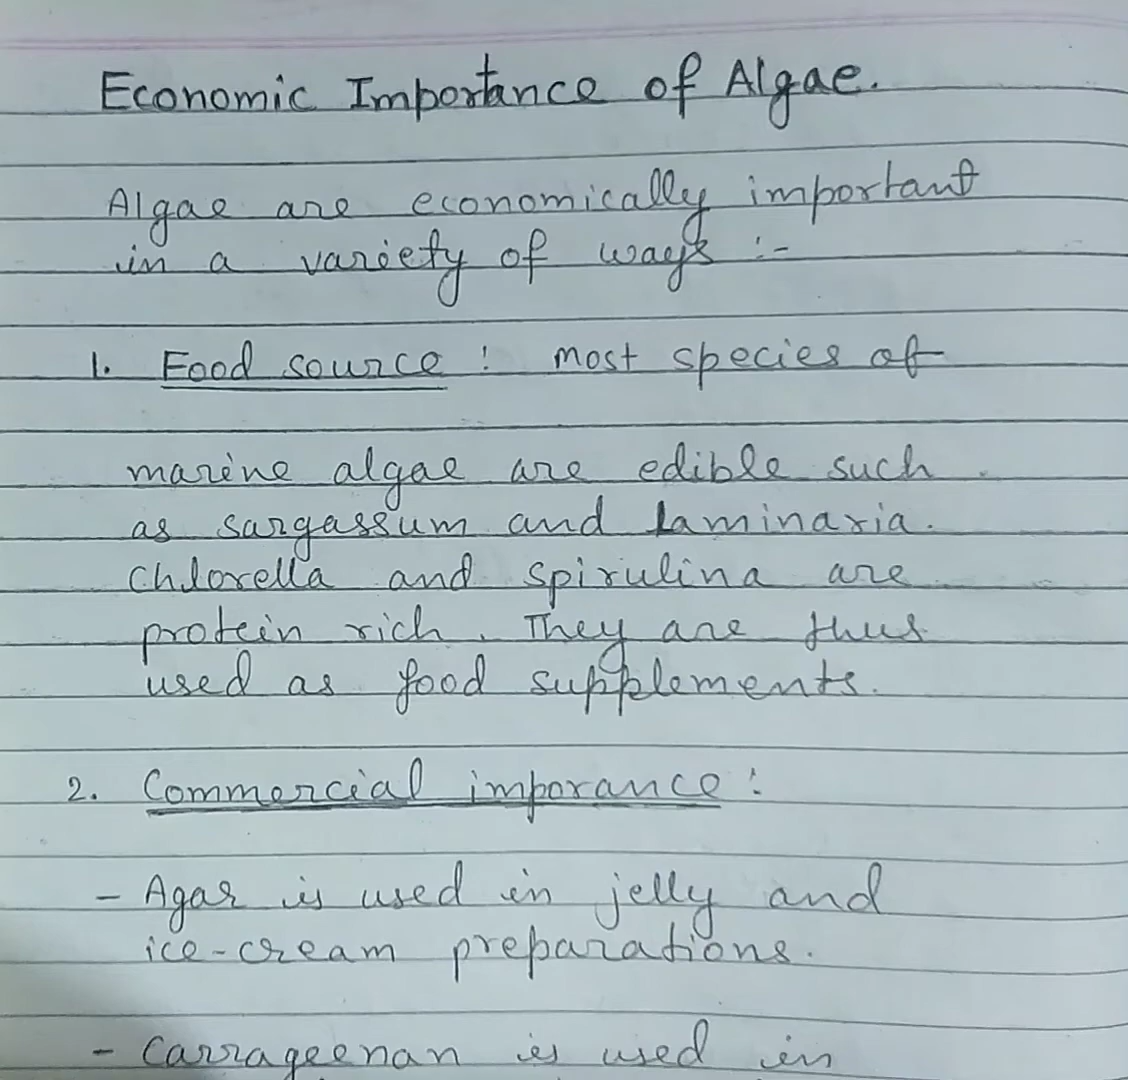 Economic Importance of Algae.
Algae are economically important
in a variety of ways :-
1. Food source : most species of
marine algae are edible such
as sargassum and laminaria.
Chlorella and spirulina are
protein rich. They are thus
used as food supplements.
2. Commercial imporance :
- Agar is used in jelly and
ice-cream preparations.
- Carrageenan is used in